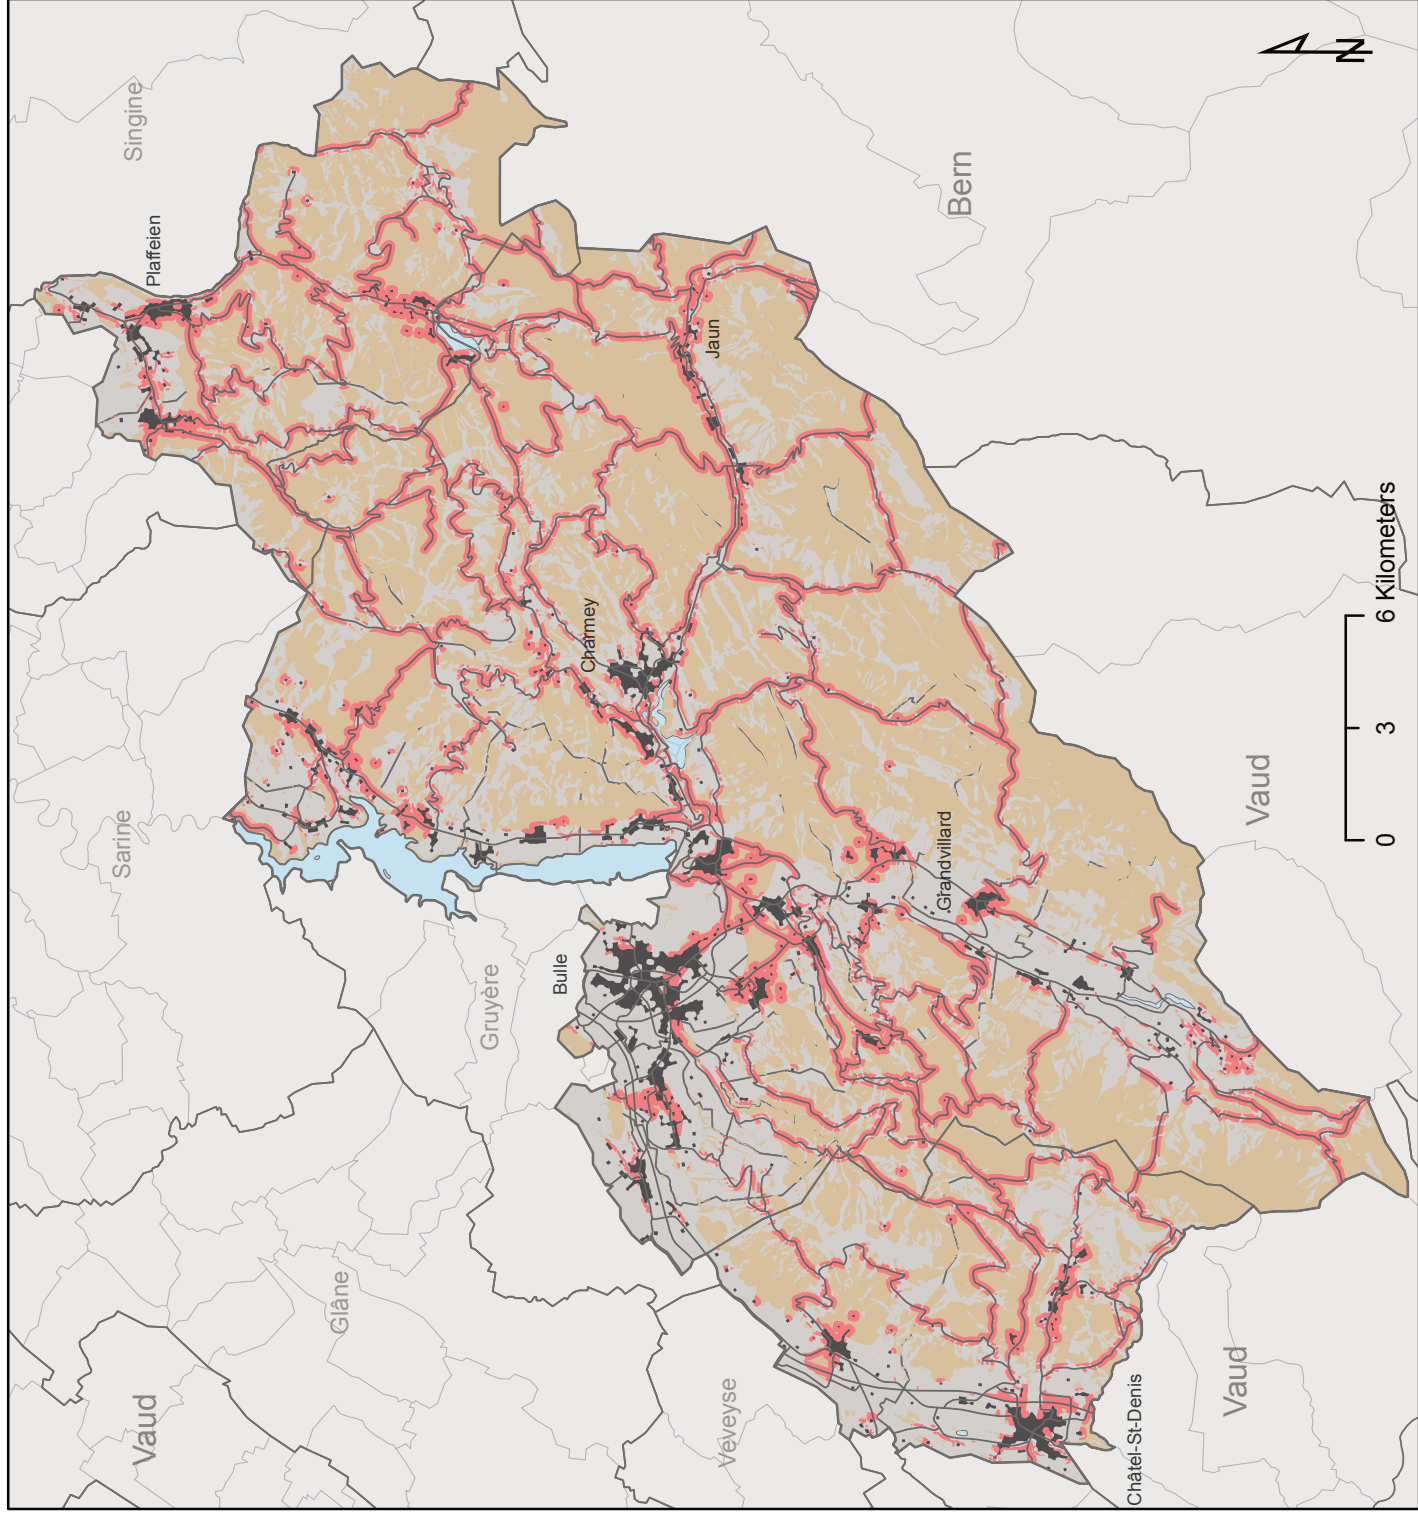 Singine
Plaffeien
Bern
Jaun
Sarine
Charmey
Bulle
Gruyère
Grandvillard
Vaud
Glâne
Vaud
Veveyse
Châtel-St-Denis
Vaud
0 3 6 Kilometers
N